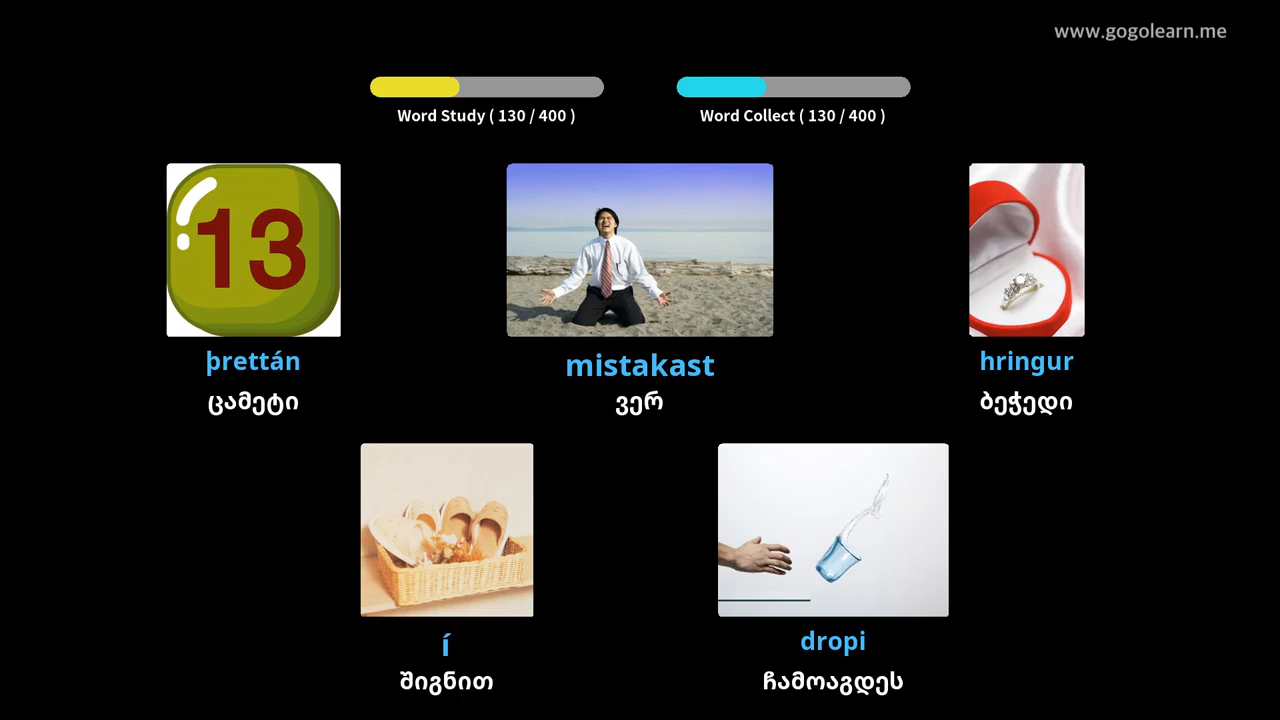 www.gogolearn.me
Word Study ( 130 / 400 )
Word Collect ( 130 / 400 )
13
þrettán
ცამეტი
mistakast
ვერ
hringur
ბეჭედი
í
შიგნით
dropi
ჩამოაგდეს